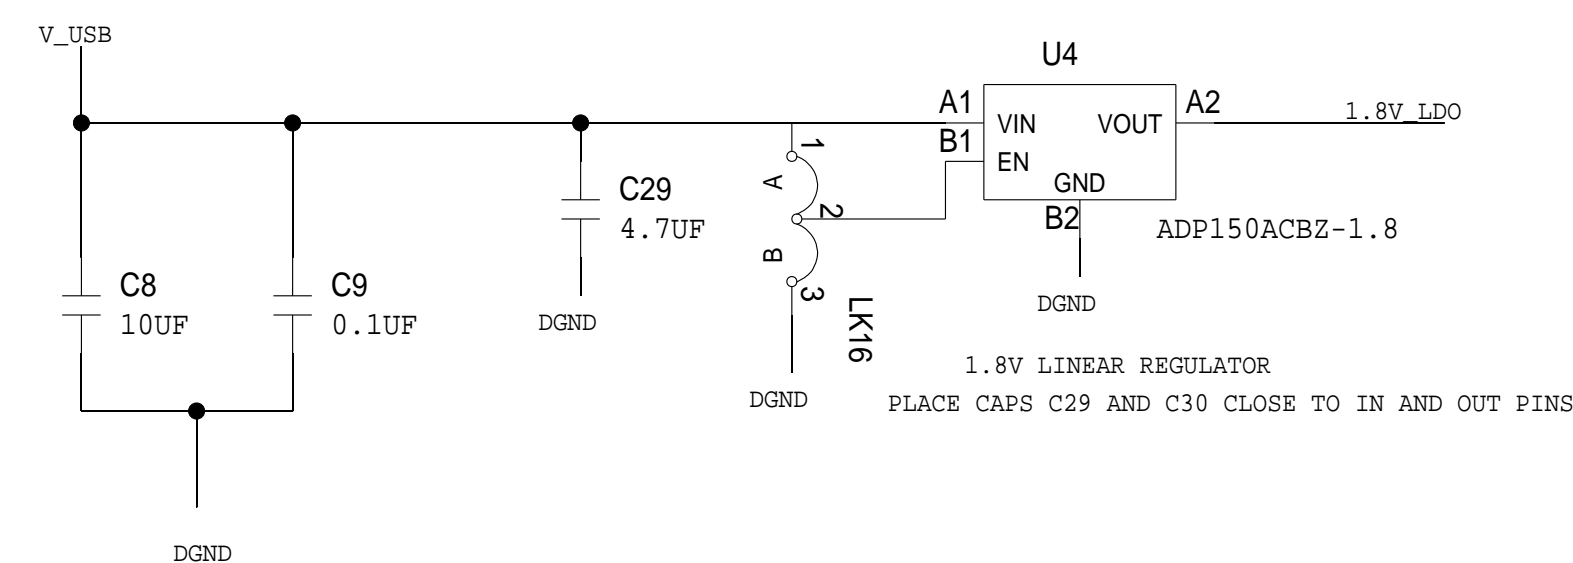 V_USB
U4
A1
A2
1.8V_LDO
VIN
VOUT
B1
EN
GND
B2
ADP150ACBZ-1.8
1
A
2
B
3
LK16
C29
4.7UF
C8
10UF
C9
0.1UF
DGND
DGND
DGND
1.8V LINEAR REGULATOR
PLACE CAPS C29 AND C30 CLOSE TO IN AND OUT PINS
DGND